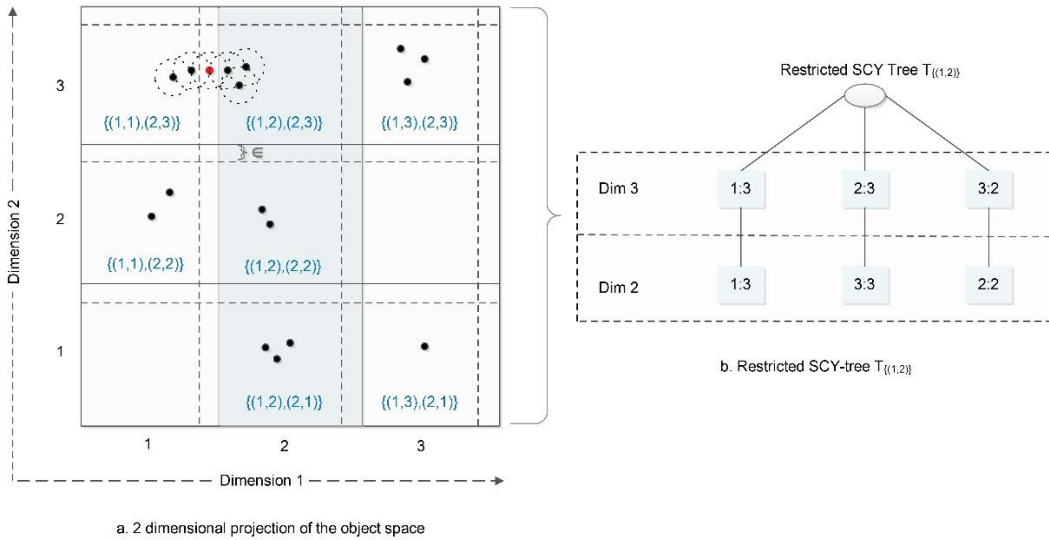 Dimension 2
3
2
1
{(1,1),(2,3)}
{(1,2),(2,3)}
{(1,3),(2,3)}
} ∈
{(1,1),(2,2)}
{(1,2),(2,2)}
{(1,2),(2,1)}
{(1,3),(2,1)}
1
2
3
Dimension 1
a. 2 dimensional projection of the object space
Restricted SCY Tree T{(1,2)}
Dim 3
1:3
2:3
3:2
Dim 2
1:3
3:3
2:2
b. Restricted SCY-tree T{(1,2)}